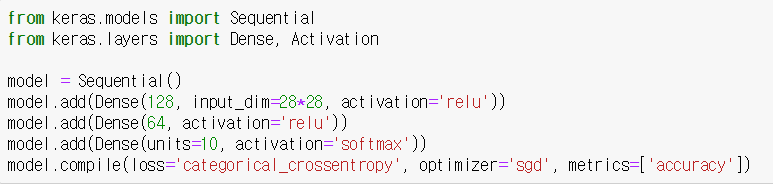 from keras.models import Sequential
from keras.layers import Dense, Activation
model = Sequential()
model.add(Dense(128, input_dim=28*28, activation='relu'))
model.add(Dense(64, activation='relu'))
model.add(Dense(units=10, activation='softmax'))
model.compile(loss='categorical_crossentropy', optimizer='sgd', metrics=['accuracy'])